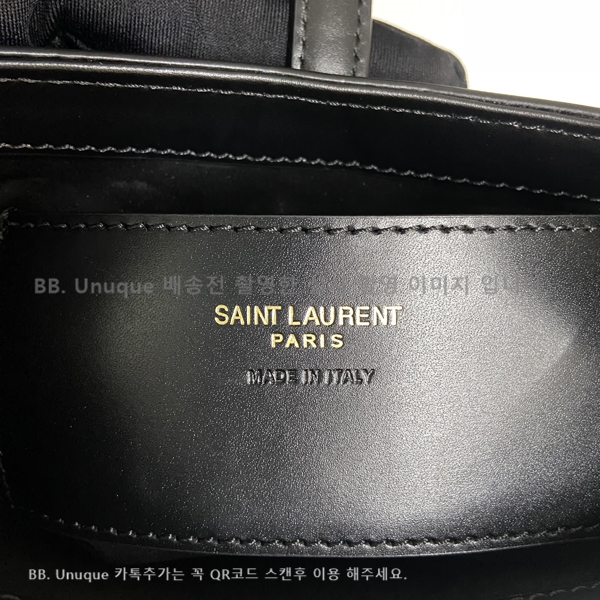 BB. Unuque 배송전 촬영한 이미지 입니
SAINT LAURENT
PARIS
MADE IN ITALY
BB. Unuque 카톡추가는 꼭 QR코드 스캔후 이용 해주세요.